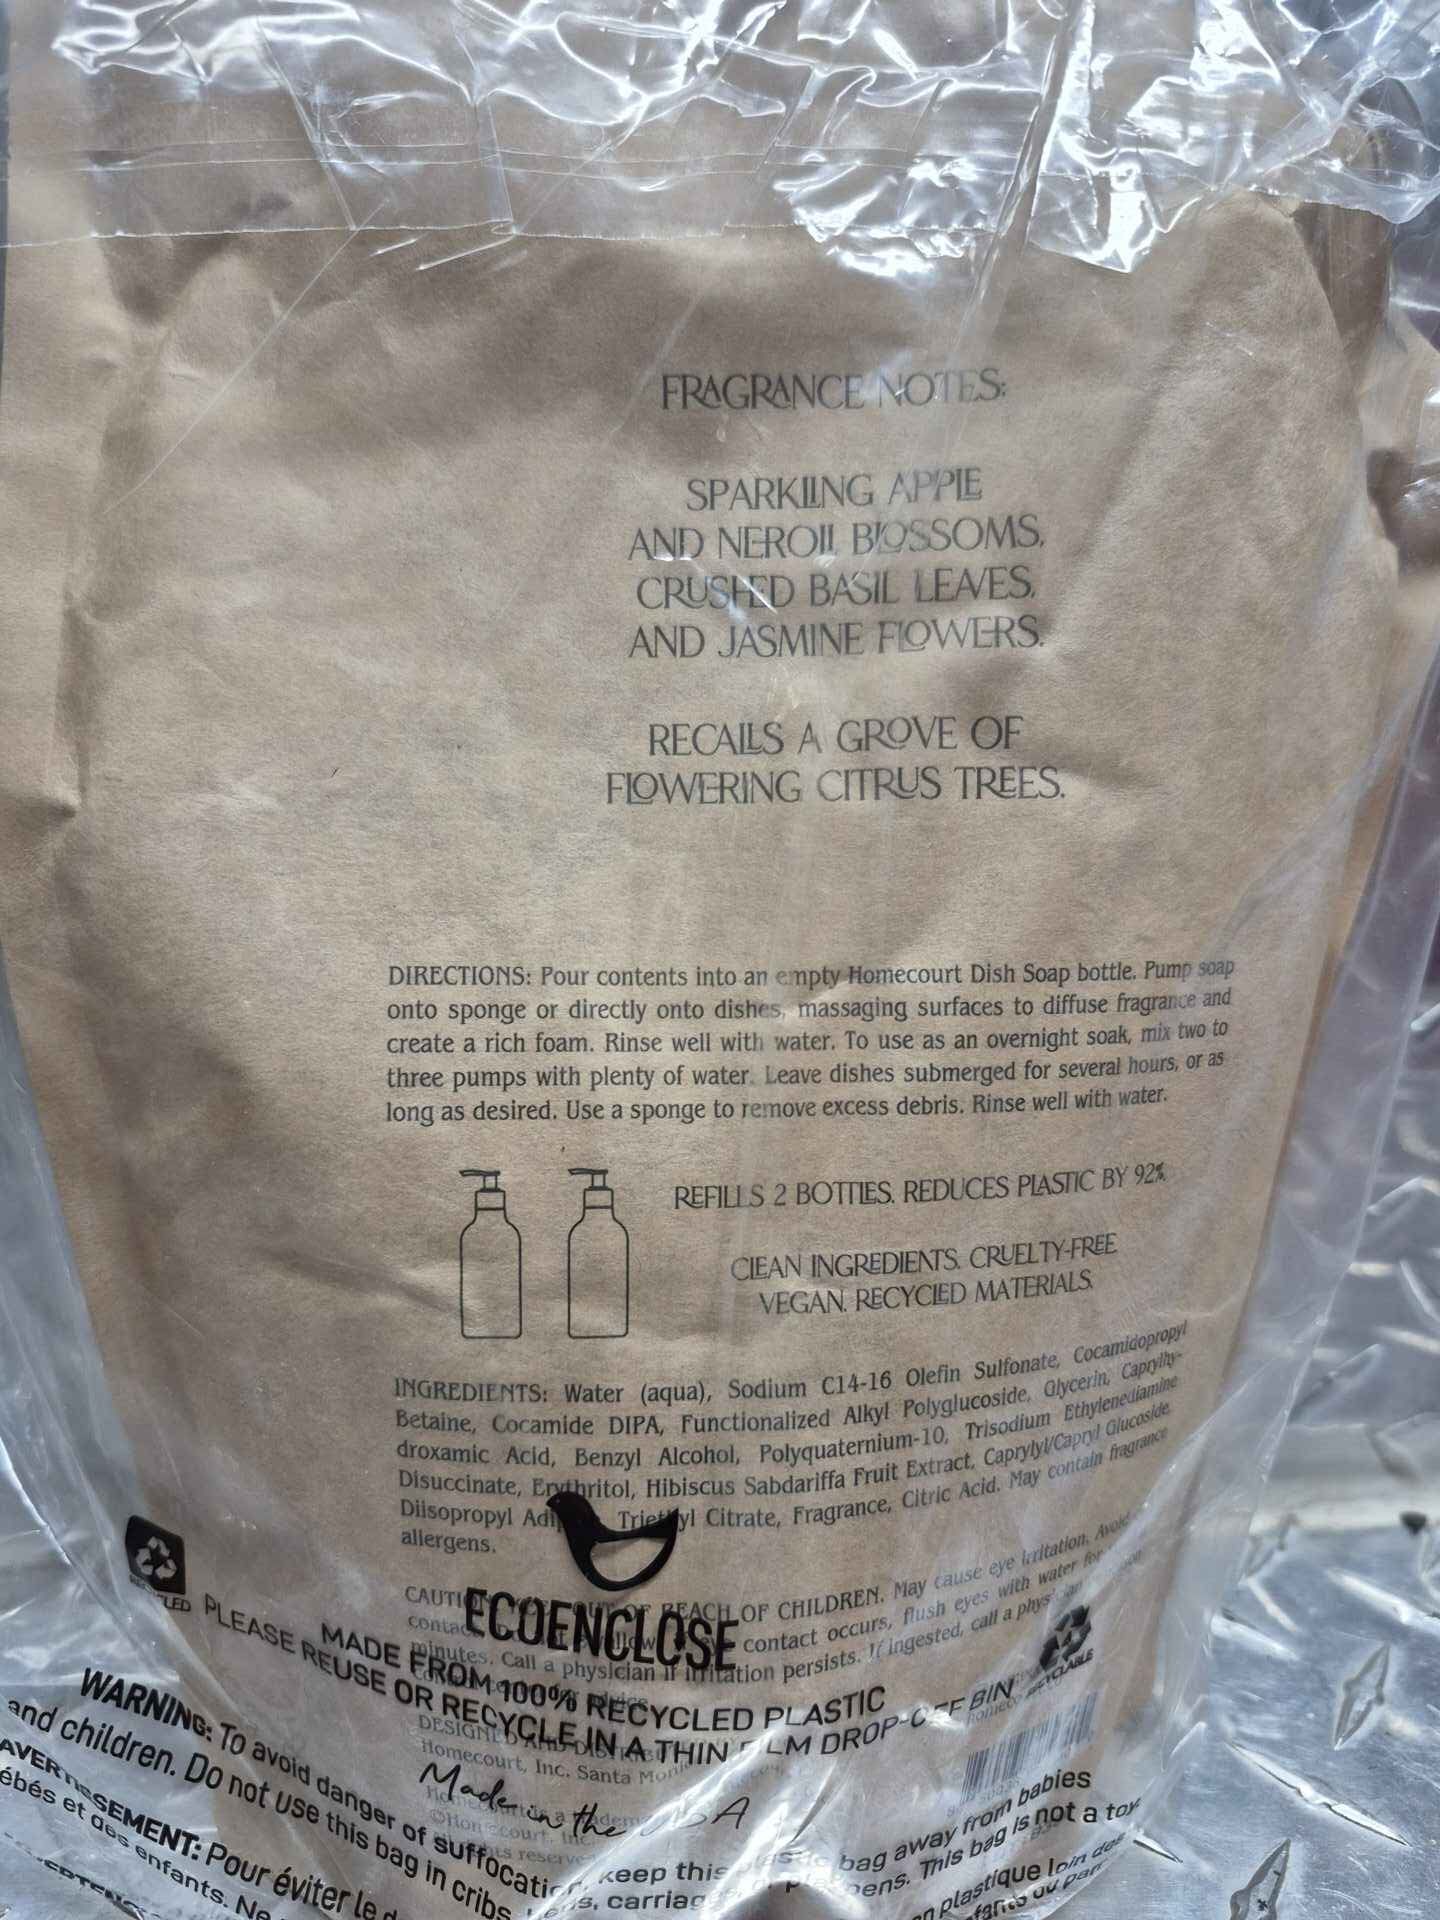 FRAGRANCE NOTES:
SPARKLING APPLE
AND NEROLI BLOSSOMS,
CRUSHED BASIL LEAVES,
AND JASMINE FLOWERS.
RECALLS A GROVE OF
FLOWERING CITRUS TREES.
DIRECTIONS: Pour contents into an empty Homecourt Dish Soap bottle. Pump soap
onto sponge or directly onto dishes, massaging surfaces to diffuse fragrance and
create a rich foam. Rinse well with water. To use as an overnight soak, mix two to
three pumps with plenty of water. Leave dishes submerged for several hours, or as
long as desired. Use a sponge to remove excess debris. Rinse well with water.
REFILLS 2 BOTTLES. REDUCES PLASTIC BY 92%.
CLEAN INGREDIENTS. CRUELTY-FREE
VEGAN. RECYCLED MATERIALS.
INGREDIENTS: Water (aqua), Sodium C14-16 Olefin Sulfonate, Cocamidopropyl
Betaine, Cocamide DIPA, Functionalized Alkyl Polyglucoside, Glycerin, Caprylhy-
droxamic Acid, Benzyl Alcohol, Polyquaternium-10, Trisodium Ethylenediamine
Disuccinate, Erythritol, Hibiscus Sabdariffa Fruit Extract, Caprylyl/Capryl Glucoside,
Diisopropyl Triethyl Citrate, Fragrance, Citric Acid. May contain fragrance
allergens.
OUT OF REACH OF CHILDREN. May cause eye irritation. Avoid
contact occurs, flush eyes with water for
minutes. Call a physician if irritation persists. If ingested, call a
ECOENCLOSE
MADE FROM 100% RECYCLED PLASTIC
PLEASE REUSE OR RECYCLE IN A THIN FILM DROP-OFF BIN
RECYCLABLE
Homecourt, Inc. Santa
Made in the USA
WARNING: To avoid danger of suffocation, keep this plastic bag away from babies
and children. Do not use this bag in cribs, carriages This bag is not a toy.
AVERTISSEMENT: Pour éviter le plastique loin des
bébés et des enfants. Ne